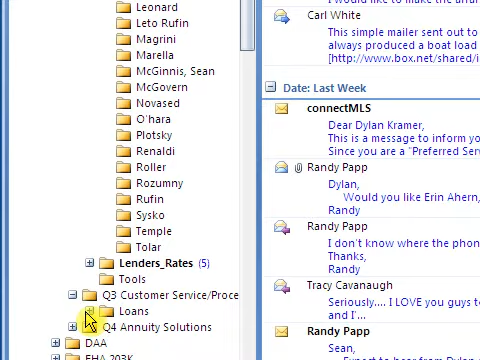 Leonard
Leto Rufin
Magrini
Marella
McGinnis, Sean
McGovern
Novased
O'hara
Plotsky
Renaldi
Roller
Rozumny
Rufin
Sysko
Temple
Tolar
Lenders_Rates (5)
Tools
Q3 Customer Service/Proce
Loans
Q4 Annuity Solutions
DAA
FHA 203K
I would like to make the arra
Carl White
This simple mailer sent out to
always produced a boat load
[http://www.box.net/shared/i
Date: Last Week
connectMLS
Dear Dylan Kramer,
This is a message to inform yo
Since you are a "Preferred Serv
Randy Papp
Dylan,
Would you like Erin Ahern,
Randy
Randy Papp
I don't know where the phon
Thanks,
Randy
Tracy Cavanaugh
Seriously.... I LOVE you guys t
and I'...
Randy Papp
Sean,